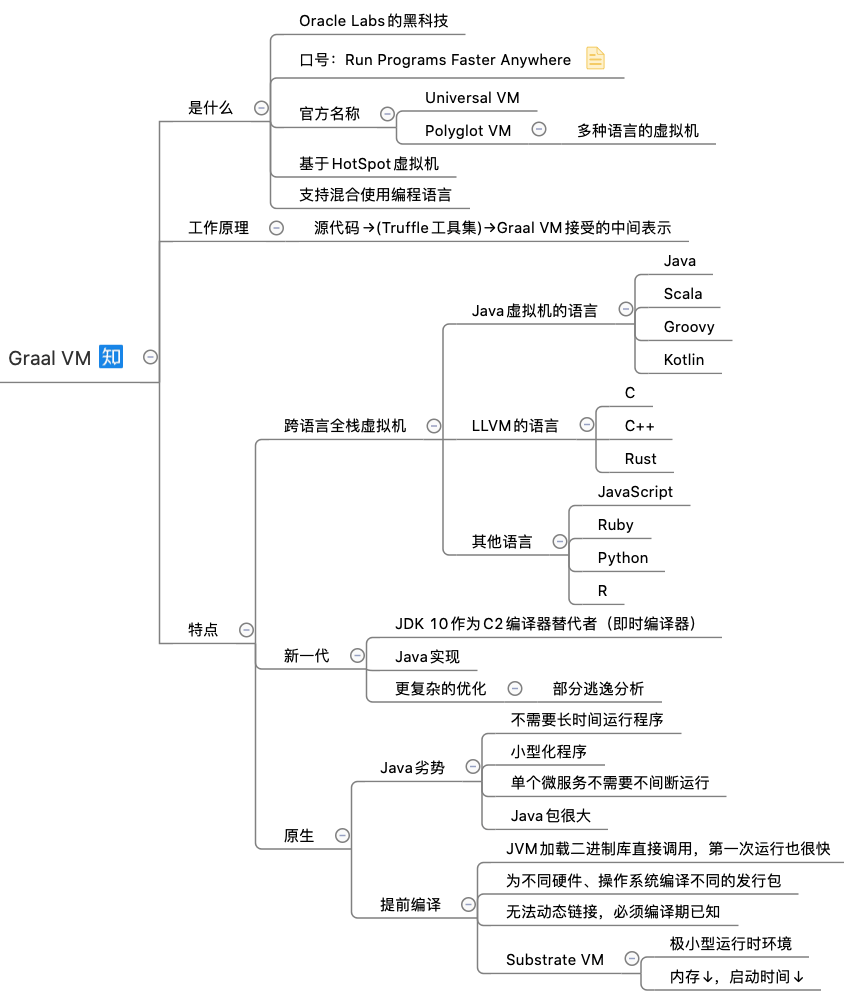 Oracle Labs的黑科技
口号：Run Programs Faster Anywhere
是什么
官方名称
Universal VM
Polyglot VM
多种语言的虚拟机
基于HotSpot虚拟机
支持混合使用编程语言
工作原理
源代码→(Truffle工具集)→Graal VM接受的中间表示
Graal VM 知
特点
跨语言全栈虚拟机
Java虚拟机的语言
Java
Scala
Groovy
Kotlin
LLVM的语言
C
C++
Rust
其他语言
JavaScript
Ruby
Python
R
新一代
JDK 10作为C2编译器替代者（即时编译器）
Java实现
更复杂的优化
部分逃逸分析
原生
Java劣势
不需要长时间运行程序
小型化程序
单个微服务不需要不间断运行
Java包很大
提前编译
JVM加载二进制库直接调用，第一次运行也很快
为不同硬件、操作系统编译不同的发行包
无法动态链接，必须编译期已知
Substrate VM
极小型运行时环境
内存↓，启动时间↓